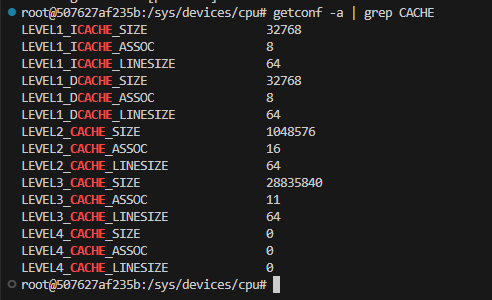 root@507627af235b:/sys/devices/cpu# getconf -a | grep CACHE
LEVEL1_ICACHE_SIZE 32768
LEVEL1_ICACHE_ASSOC 8
LEVEL1_ICACHE_LINESIZE 64
LEVEL1_DCACHE_SIZE 32768
LEVEL1_DCACHE_ASSOC 8
LEVEL1_DCACHE_LINESIZE 64
LEVEL2_CACHE_SIZE 1048576
LEVEL2_CACHE_ASSOC 16
LEVEL2_CACHE_LINESIZE 64
LEVEL3_CACHE_SIZE 28835840
LEVEL3_CACHE_ASSOC 11
LEVEL3_CACHE_LINESIZE 64
LEVEL4_CACHE_SIZE 0
LEVEL4_CACHE_ASSOC 0
LEVEL4_CACHE_LINESIZE 0
root@507627af235b:/sys/devices/cpu#